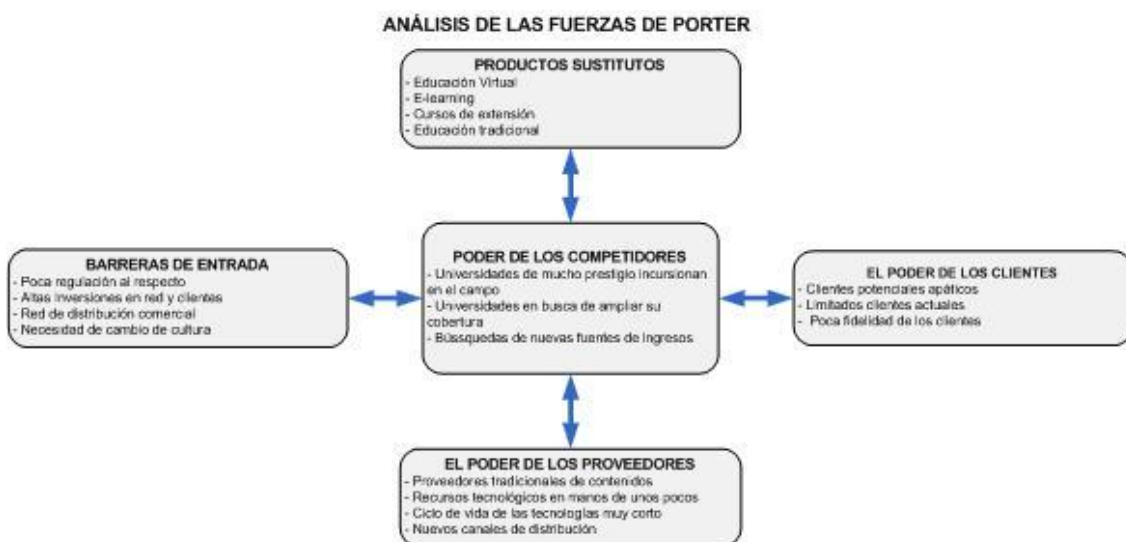 ANÁLISIS DE LAS FUERZAS DE PORTER
PRODUCTOS SUSTITUTOS
- Educación Virtual
- E-learning
- Cursos de extensión
- Educación tradicional
BARRERAS DE ENTRADA
- Poca regulación al respecto
- Altas Inversiones en red y clientes
- Red de distribución comercial
- Necesidad de cambio de cultura
PODER DE LOS COMPETIDORES
- Universidades de mucho prestigio incursionan
en el campo
- Universidades en busca de ampliar su
cobertura
- Bússquedas de nuevas fuentes de Ingresos
EL PODER DE LOS CLIENTES
- Clientes potenciales apáticos
- Limitados clientes actuales
- Poca fidelidad de los clientes
EL PODER DE LOS PROVEEDORES
- Proveedores tradicionales de contenidos
- Recursos tecnológicos en manos de unos pocos
- Ciclo de vida de las tecnologías muy corto
- Nuevos canales de distribución